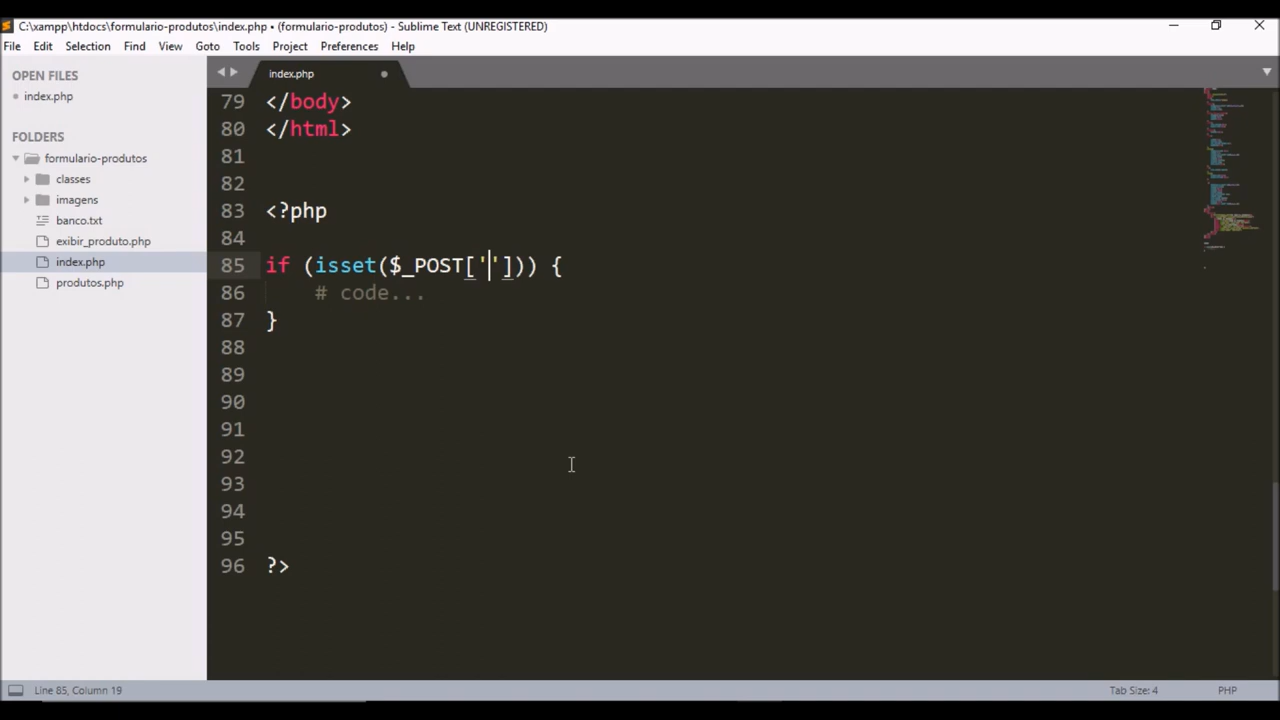 C:\xampp\htdocs\formulario-produtos\index.php • (formulario-produtos) - Sublime Text (UNREGISTERED)
File Edit Selection Find View Goto Tools Project Preferences Help
OPEN FILES
index.php
FOLDERS
formulario-produtos
classes
imagens
banco.txt
exibir_produto.php
index.php
produtos.php
index.php
79 </body>
80 </html>
81
82
83 <?php
84
85 if (isset($_POST[''])) {
86     # code...
87 }
88
89
90
91
92
93
94
95
96 ?>
Line 85, Column 19
Tab Size: 4
PHP